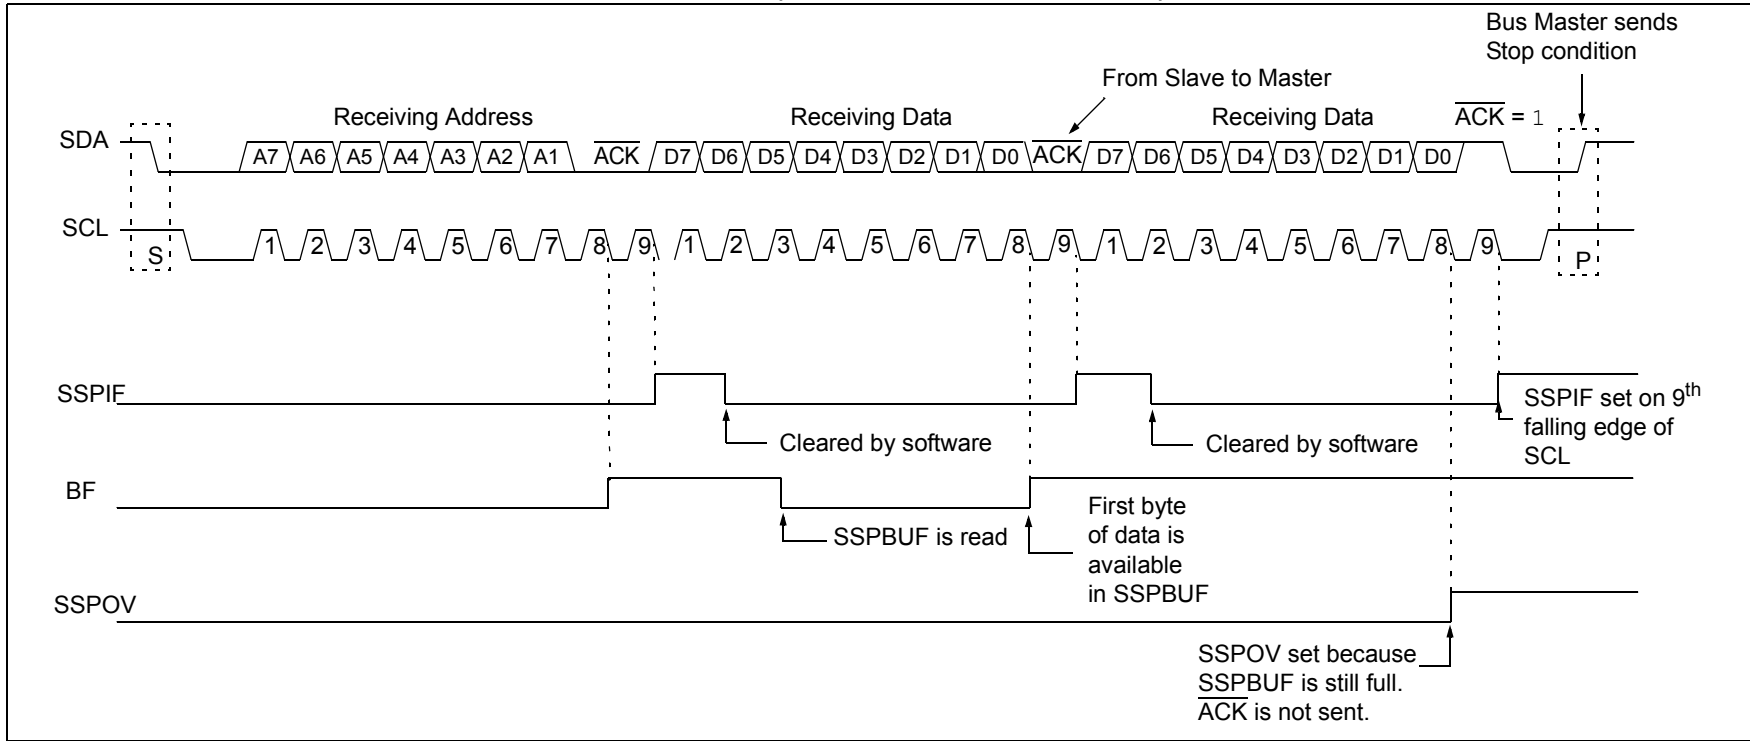 Bus Master sends
Stop condition
From Slave to Master
Receiving Address
Receiving Data
Receiving Data
ACK = 1
SDA
A7 A6 A5 A4 A3 A2 A1 ACK D7 D6 D5 D4 D3 D2 D1 D0 ACK D7 D6 D5 D4 D3 D2 D1 D0
SCL
S
1 2 3 4 5 6 7 8 9 1 2 3 4 5 6 7 8 9 1 2 3 4 5 6 7 8 9
P
SSPIF
Cleared by software
Cleared by software
SSPIF set on 9th
falling edge of
SCL
BF
SSPBUF is read
First byte
of data is
available
in SSPBUF
SSPOV
SSPOV set because
SSPBUF is still full.
ACK is not sent.